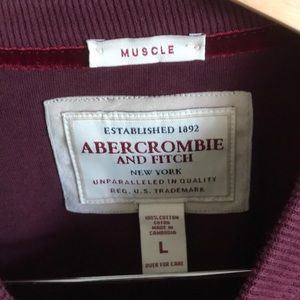 MUSCLE
ESTABLISHED 1892
ABERCROMBIE
AND FITCH
NEW YORK
UNPARALLELED IN QUALITY
REG. U.S. TRADEMARK
100% COTTON
COTON
MADE IN
CAMBODIA
L
OVER FOR CARE